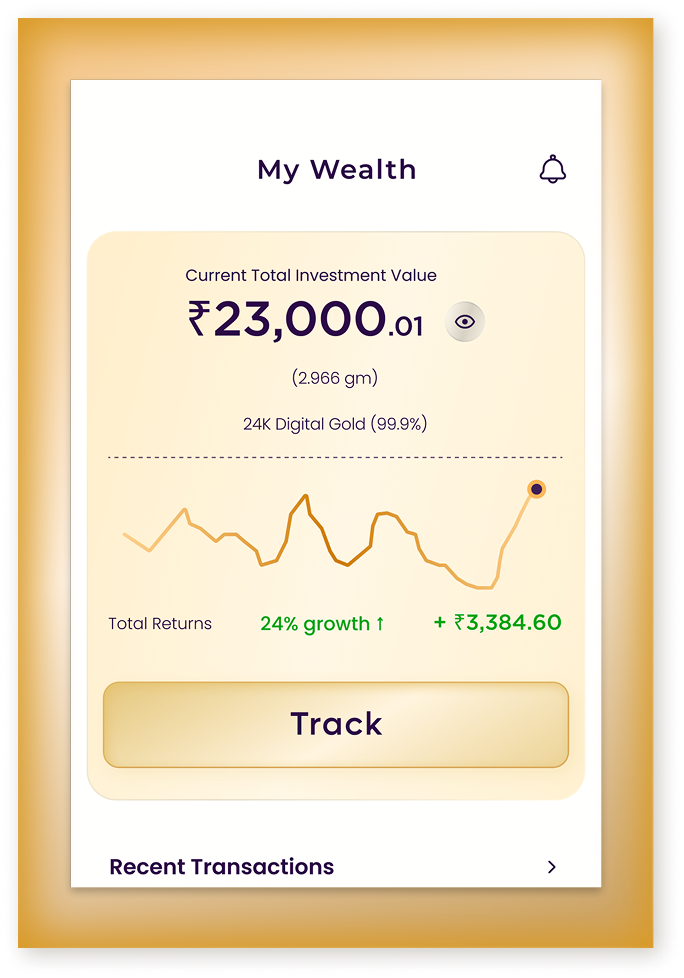 My Wealth
Current Total Investment Value
₹23,000.01
(2.966 gm)
24K Digital Gold (99.9%)
Total Returns 24% growth ↑ + ₹3,384.60
Track
Recent Transactions